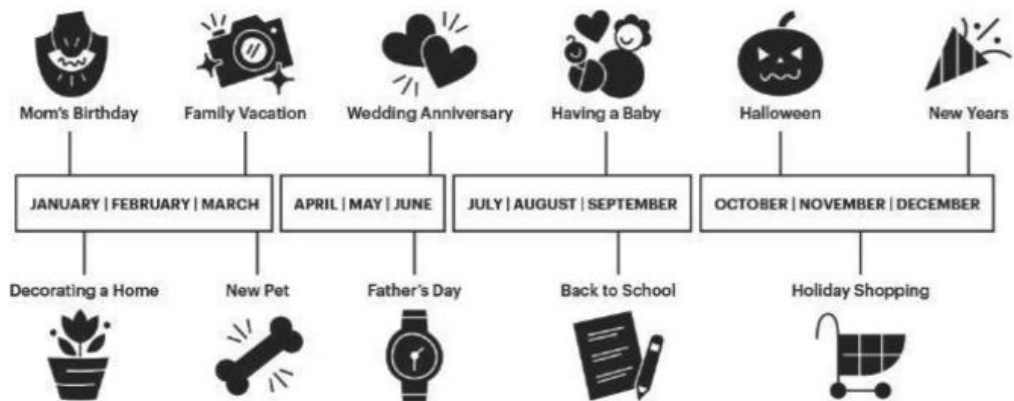 Mom's Birthday
Family Vacation
Wedding Anniversary
Having a Baby
Halloween
New Years
JANUARY | FEBRUARY | MARCH
APRIL | MAY | JUNE
JULY | AUGUST | SEPTEMBER
OCTOBER | NOVEMBER | DECEMBER
Decorating a Home
New Pet
Father's Day
Back to School
Holiday Shopping